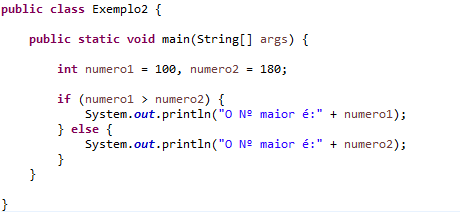 public class Exemplo2 {
public static void main(String[] args) {
int numero1 = 100, numero2 = 180;
if (numero1 > numero2) {
System.out.println("O Nº maior é:" + numero1);
} else {
System.out.println("O Nº maior é:" + numero2);
}
}
}